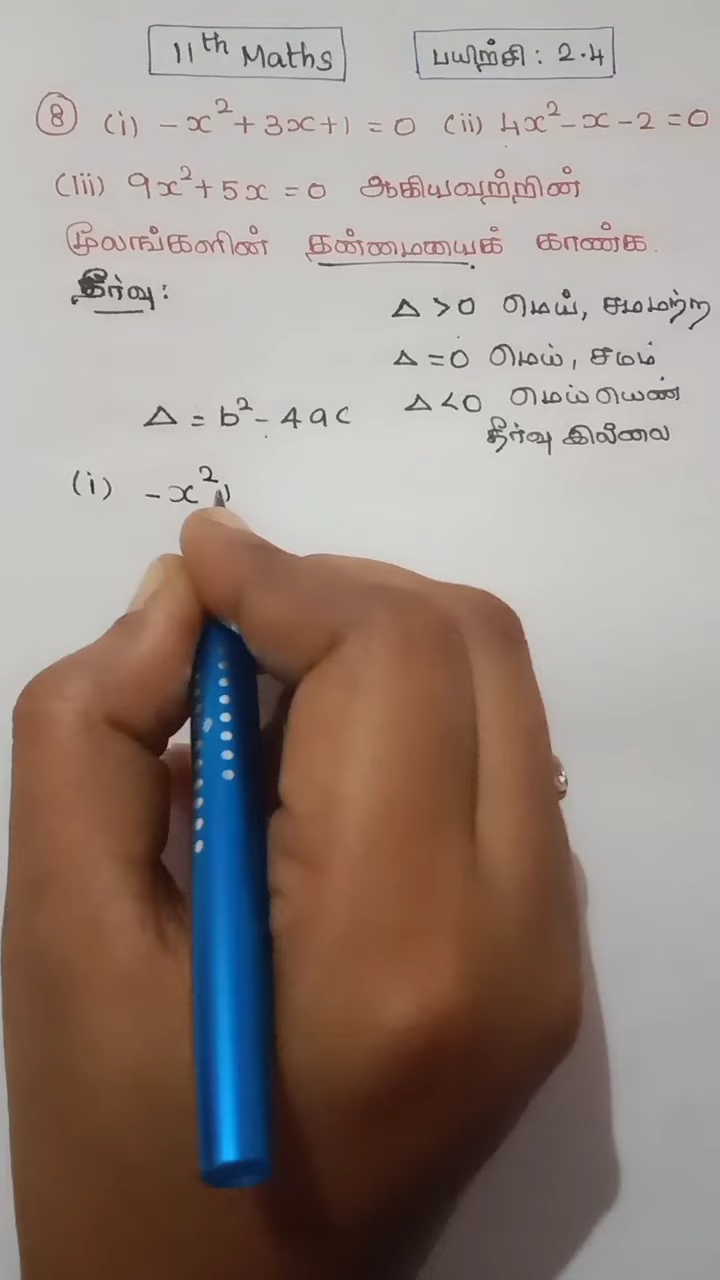 11th Maths பயிற்சி : 2.4
8 (i) -x²+3x+1=0 (ii) 4x²-x-2=0
(iii) 9x²+5x=0 ஆகியவற்றின்
மூலங்களின் தன்மையைக் காண்க.
தீர்வு:
Δ>0 மெய், சமமற்ற
Δ=0 மெய், சமம்
Δ = b²-4ac Δ<0 மெய்யெண்
தீர்வு இல்லை
(i) -x²